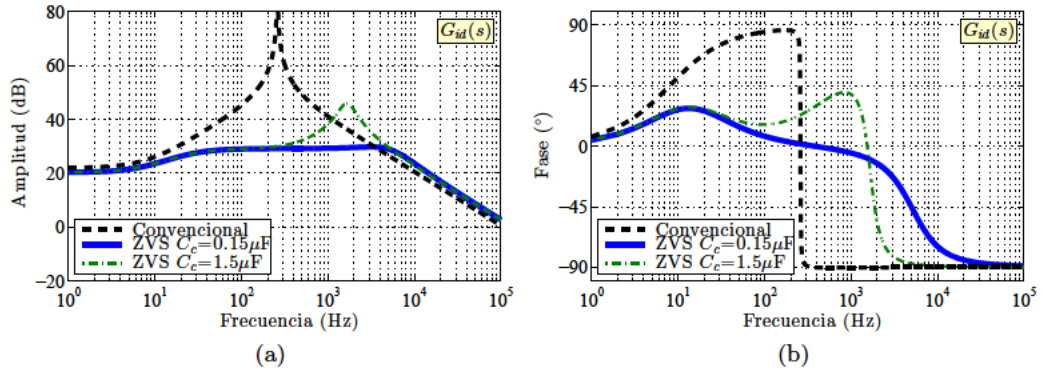 80
60
40
20
0
−20
Amplitud (dB)
G_id(s)
Convencional
ZVS C_c=0.15μF
ZVS C_c=1.5μF
10^0 10^1 10^2 10^3 10^4 10^5
Frecuencia (Hz)
(a)
90
45
0
−45
−90
Fase (°)
G_id(s)
Convencional
ZVS C_c=0.15μF
ZVS C_c=1.5μF
10^0 10^1 10^2 10^3 10^4 10^5
Frecuencia (Hz)
(b)